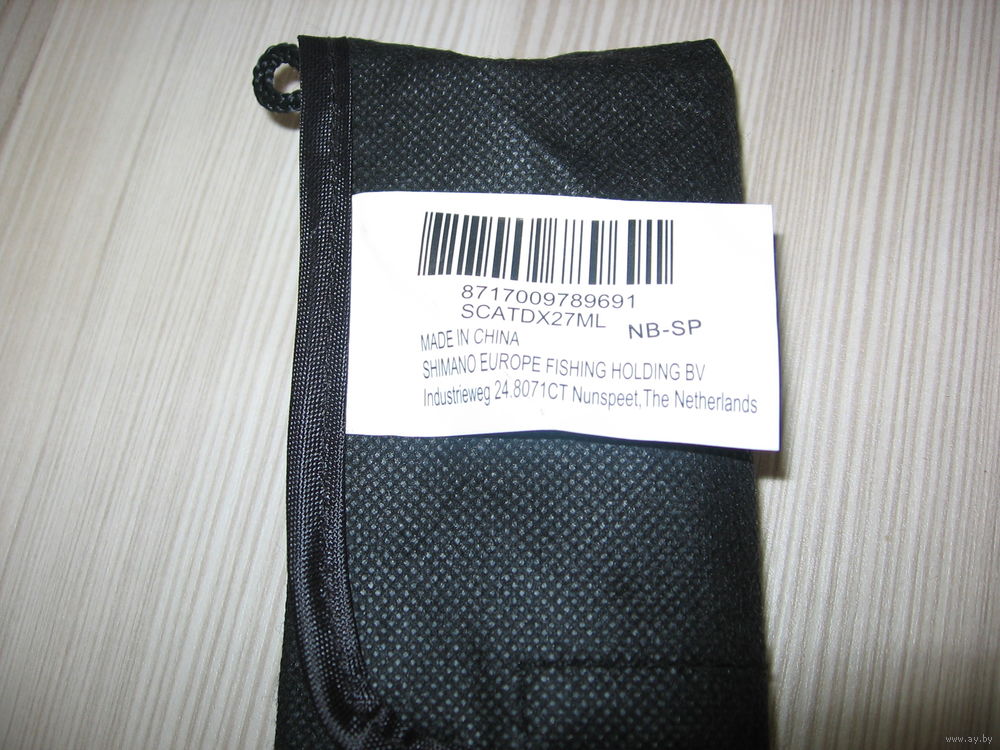 8717009789691
SCATDX27ML NB-SP
MADE IN CHINA
SHIMANO EUROPE FISHING HOLDING BV
Industrieweg 24.8071CT Nunspeet,The Netherlands
www.ay.by